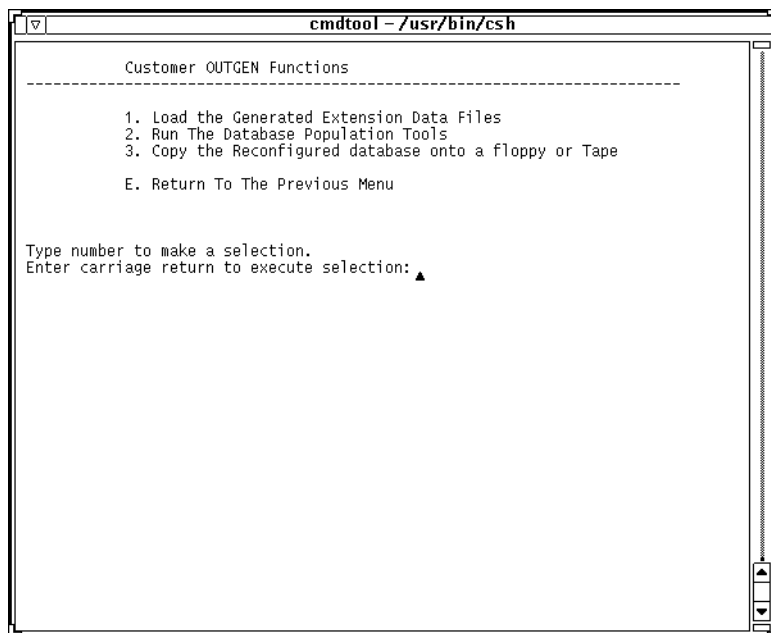 cmdtool – /usr/bin/csh
Customer OUTGEN Functions
--------------------------------------------------------------------------
1. Load the Generated Extension Data Files
2. Run The Database Population Tools
3. Copy the Reconfigured database onto a floppy or Tape
E. Return To The Previous Menu
Type number to make a selection.
Enter carriage return to execute selection: